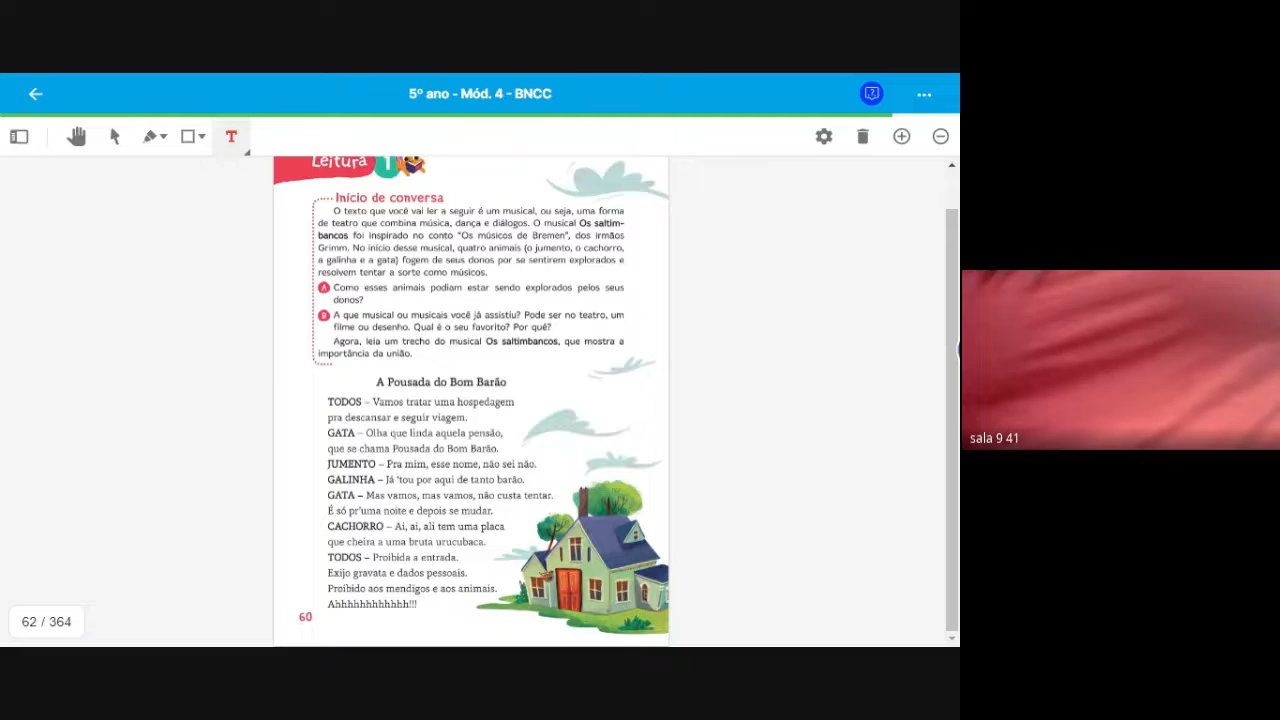 5º ano - Mód. 4 - BNCC
T
Leitura 1
Início de conversa
O texto que você vai ler a seguir é um musical, ou seja, uma forma
de teatro que combina música, dança e diálogos. O musical Os saltim-
bancos foi inspirado no conto "Os músicos de Bremen", dos irmãos
Grimm. No início desse musical, quatro animais (o jumento, o cachorro,
a galinha e a gata) fogem de seus donos por se sentirem explorados e
resolvem tentar a sorte como músicos.
A Como esses animais podiam estar sendo explorados pelos seus
donos?
B A que musical ou musicais você já assistiu? Pode ser no teatro, um
filme ou desenho. Qual é o seu favorito? Por quê?
Agora, leia um trecho do musical Os saltimbancos, que mostra a
importância da união.
A Pousada do Bom Barão
TODOS – Vamos tratar uma hospedagem
pra descansar e seguir viagem.
GATA – Olha que linda aquela pensão,
que se chama Pousada do Bom Barão.
JUMENTO – Pra mim, esse nome, não sei não.
GALINHA – Já 'tou por aqui de tanto barão.
GATA – Mas vamos, mas vamos, não custa tentar.
É só pr'uma noite e depois se mudar.
CACHORRO – Ai, ai, ali tem uma placa
que cheira a uma bruta urucubaca.
TODOS – Proibida a entrada.
Exijo gravata e dados pessoais.
Proibido aos mendigos e aos animais.
Ahhhhhhhhhhhh!!!
60
62 / 364
sala 9 41